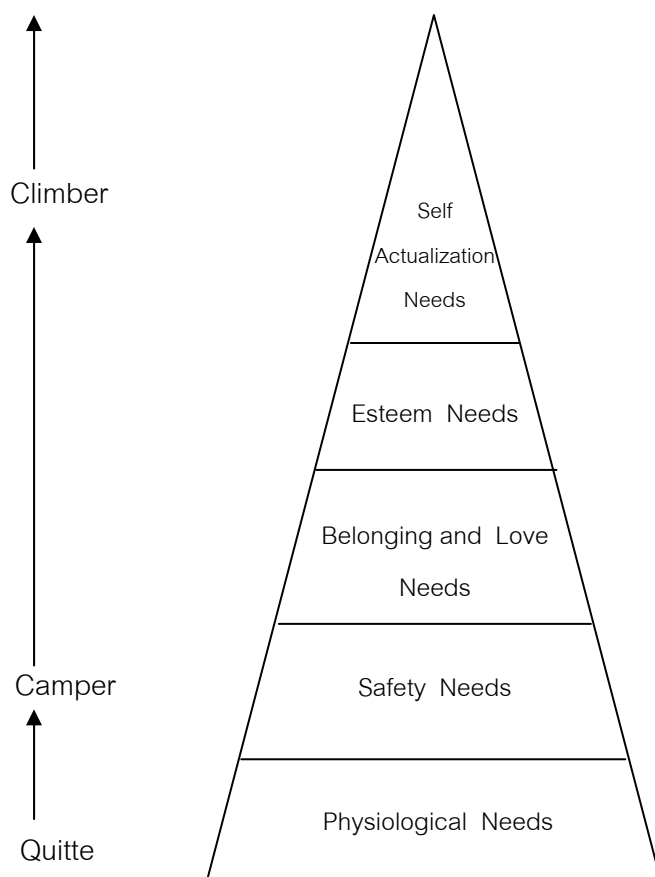 Climber
Self
Actualization
Needs
Esteem Needs
Belonging and Love
Needs
Camper
Safety Needs
Physiological Needs
Quitte